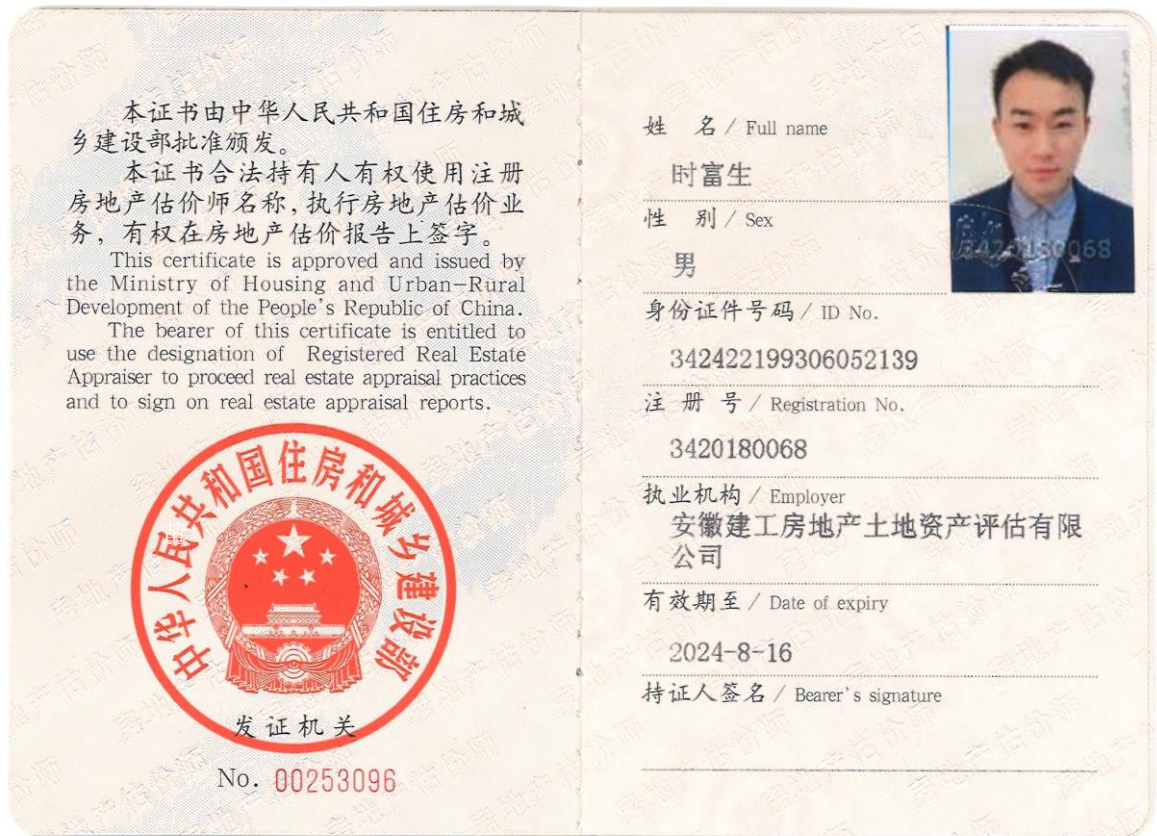 本证书由中华人民共和国住房和城
乡建设部批准颁发。
本证书合法持有人有权使用注册
房地产估价师名称，执行房地产估价业
务，有权在房地产估价报告上签字。
This certificate is approved and issued by
the Ministry of Housing and Urban-Rural
Development of the People's Republic of China.
The bearer of this certificate is entitled to
use the designation of Registered Real Estate
Appraiser to proceed real estate appraisal practices
and to sign on real estate appraisal reports.
中华人民共和国住房和城乡建设部
发证机关
No. 00253096
姓 名 / Full name
时富生
性 别 / Sex
男
身份证件号码 / ID No.
342422199306052139
注 册 号 / Registration No.
3420180068
执业机构 / Employer
安徽建工房地产土地资产评估有限
公司
有效期至 / Date of expiry
2024-8-16
持证人签名 / Bearer's signature
3420180068